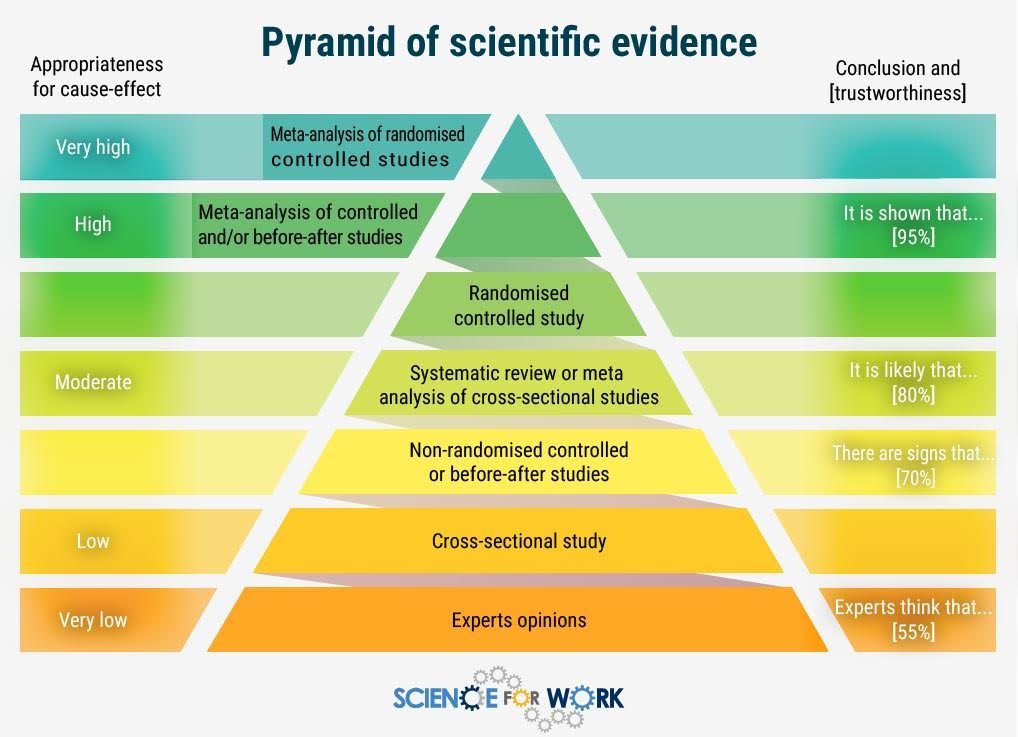 Pyramid of scientific evidence
Appropriateness
for cause-effect
Conclusion and
[trustworthiness]
Very high
Meta-analysis of randomised
controlled studies
High
Meta-analysis of controlled
and/or before-after studies
It is shown that...
[95%]
Randomised
controlled study
Moderate
Systematic review or meta
analysis of cross-sectional studies
It is likely that...
[80%]
Non-randomised controlled
or before-after studies
There are signs that...
[70%]
Low
Cross-sectional study
Very low
Experts opinions
Experts think that...
[55%]
SCIENCE FOR WORK